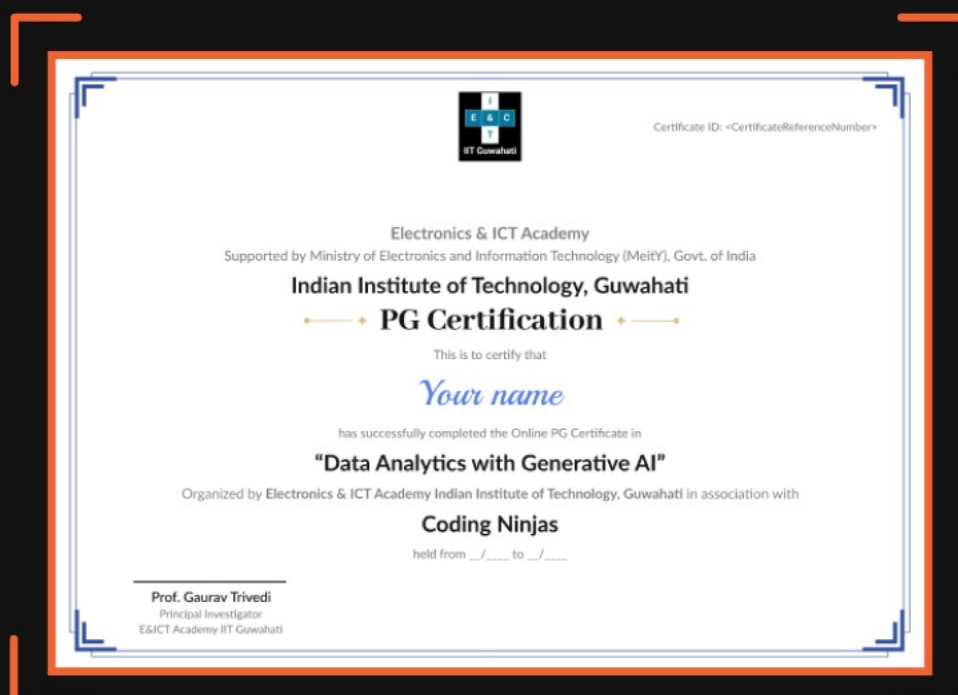 I
E & C
T
IIT Guwahati
Certificate ID: <CertificateReferenceNumber>
Electronics & ICT Academy
Supported by Ministry of Electronics and Information Technology (MeitY), Govt. of India
Indian Institute of Technology, Guwahati
PG Certification
This is to certify that
Your name
has successfully completed the Online PG Certificate in
“Data Analytics with Generative AI”
Organized by Electronics & ICT Academy Indian Institute of Technology, Guwahati in association with
Coding Ninjas
held from __/____ to __/____
Prof. Gaurav Trivedi
Principal Investigator
E&ICT Academy IIT Guwahati